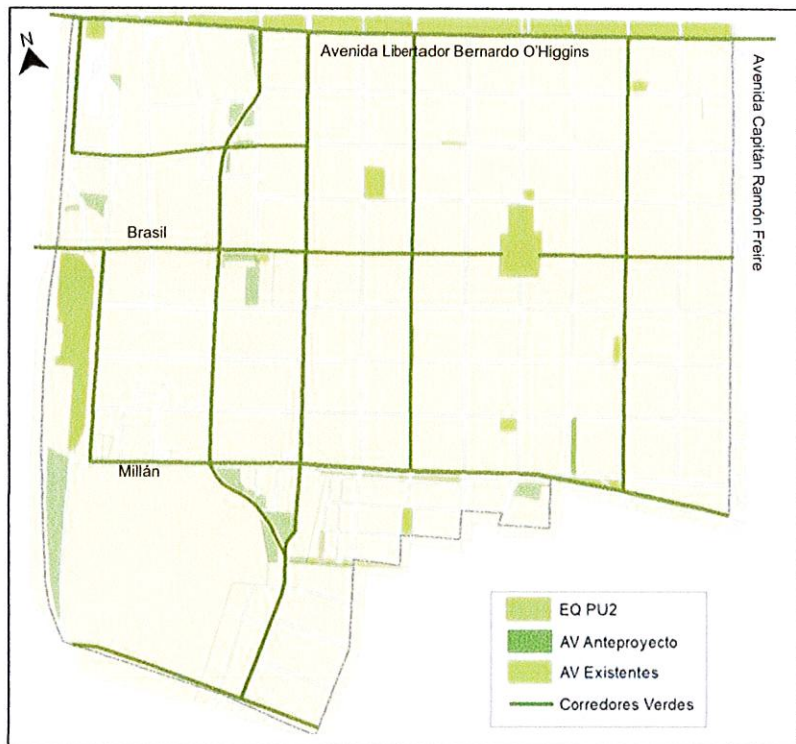 N
Avenida Libertador Bernardo O'Higgins
Avenida Capitán Ramón Freire
Brasil
Millán
EQ PU2
AV Anteproyecto
AV Existentes
Corredores Verdes